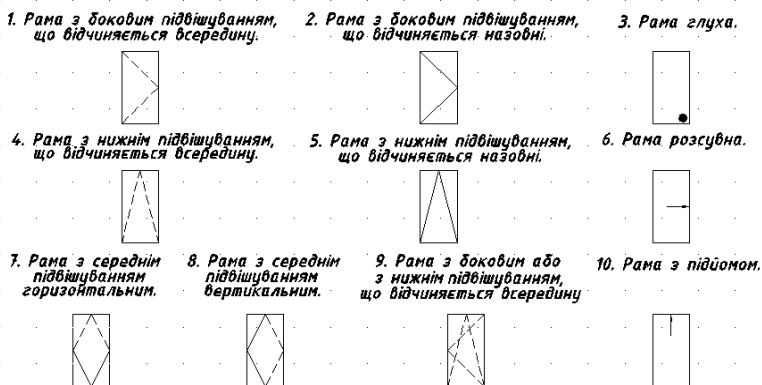 1. Рама з боковим підвішуванням,
що відчиняється всередину.
2. Рама з боковим підвішуванням,
що відчиняється назовні.
3. Рама глуха.
4. Рама з нижнім підвішуванням,
що відчиняється всередину.
5. Рама з нижнім підвішуванням,
що відчиняється назовні.
6. Рама розсувна.
7. Рама з середнім
підвішуванням
горизонтальним.
8. Рама з середнім
підвішуванням
вертикальним.
9. Рама з боковим або
з нижнім підвішуванням,
що відчиняється всередину
10. Рама з підйомом.